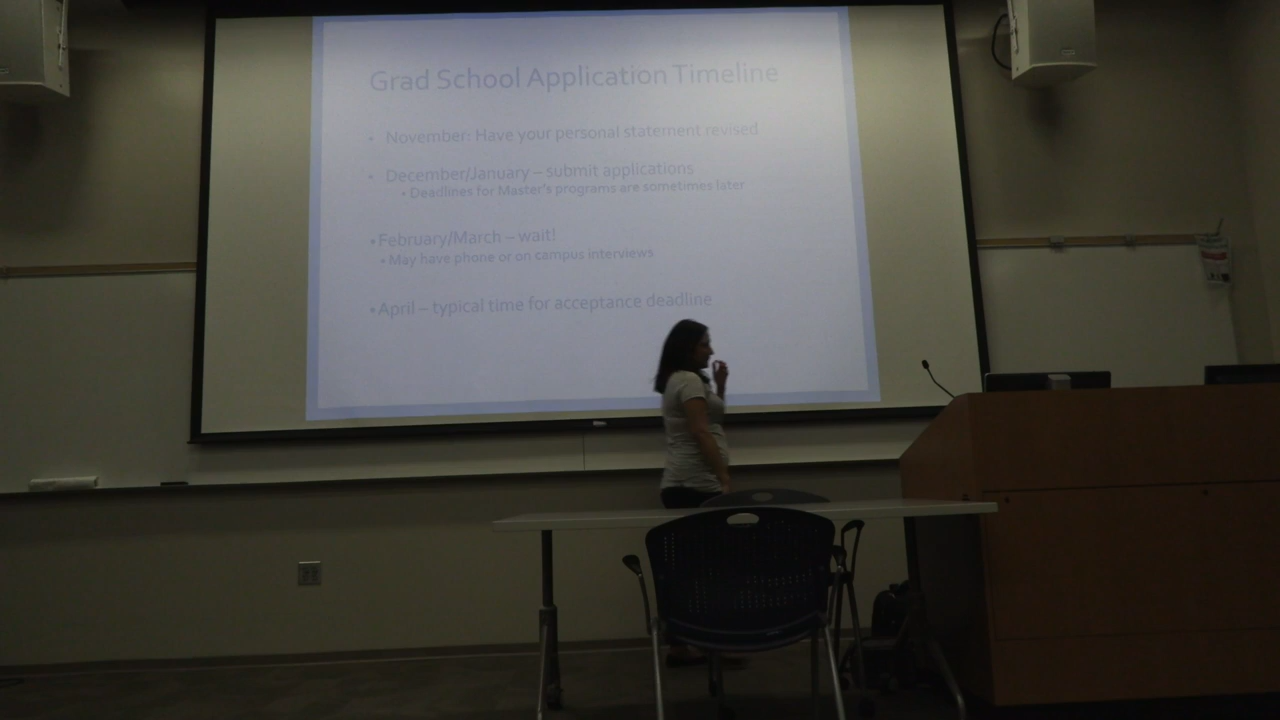 Grad School Application Timeline
• November: Have your personal statement revised
• December/January – submit applications
• Deadlines for Master's programs are sometimes later
• February/March – wait!
• May have phone or on campus interviews
• April – typical time for acceptance deadline